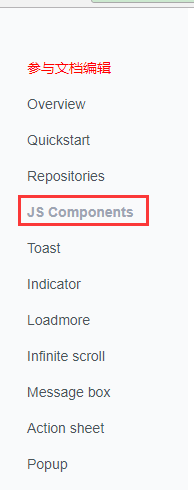 参与文档编辑
Overview
Quickstart
Repositories
JS Components
Toast
Indicator
Loadmore
Infinite scroll
Message box
Action sheet
Popup